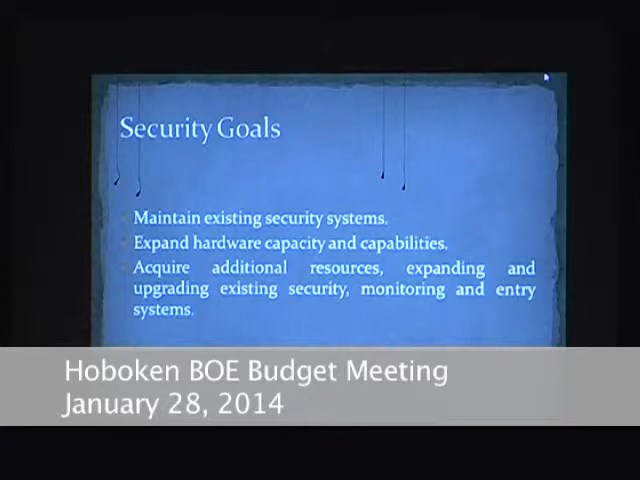 Security Goals
Maintain existing security systems.
Expand hardware capacity and capabilities.
Acquire additional resources, expanding and
upgrading existing security, monitoring and entry
systems.
Hoboken BOE Budget Meeting
January 28, 2014